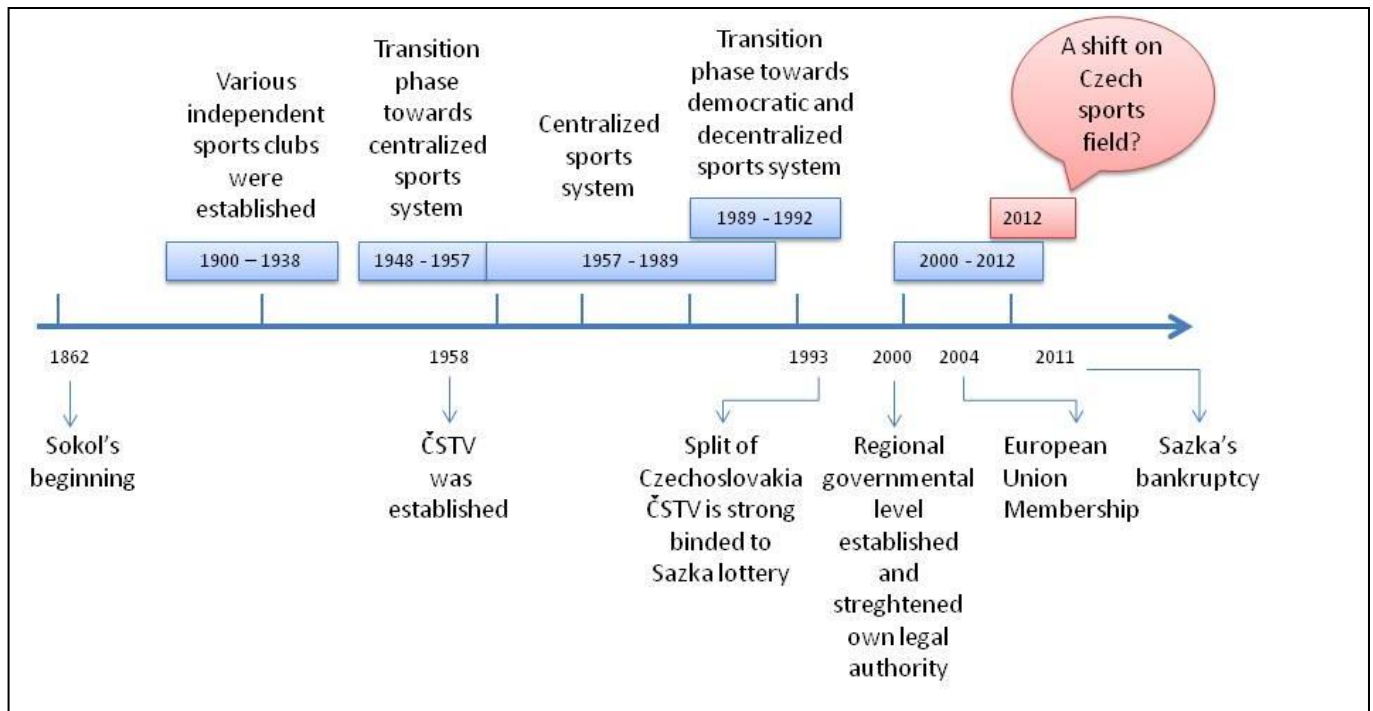 Various
independent
sports clubs
were
established
1900 – 1938
Transition
phase
towards
centralized
sports
system
1948 - 1957
Centralized
sports
system
1957 - 1989
Transition
phase towards
democratic and
decentralized
sports system
1989 - 1992
2000 - 2012
A shift on
Czech
sports
field?
2012
1862
Sokol's
beginning
1958
ČSTV
was
established
1993
Split of
Czechoslovakia
ČSTV is strong
binded to
Sazka lottery
2000
Regional
governmental
level
established
and
streghtened
own legal
authority
2004
European
Union
Membership
2011
Sazka's
bankruptcy